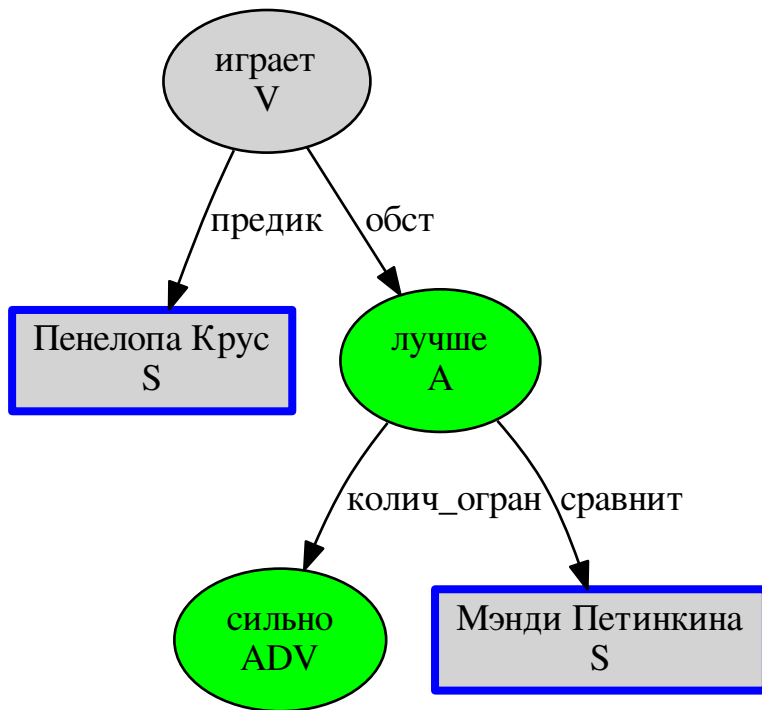 играет
V
предик
обст
Пенелопа Крус
S
лучше
A
колич_огран
сравнит
сильно
ADV
Мэнди Петинкина
S